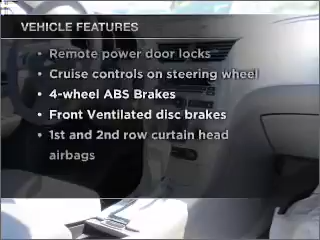 VEHICLE FEATURES
• Remote power door locks
• Cruise controls on steering wheel
• 4-wheel ABS Brakes
• Front Ventilated disc brakes
• 1st and 2nd row curtain head
airbags